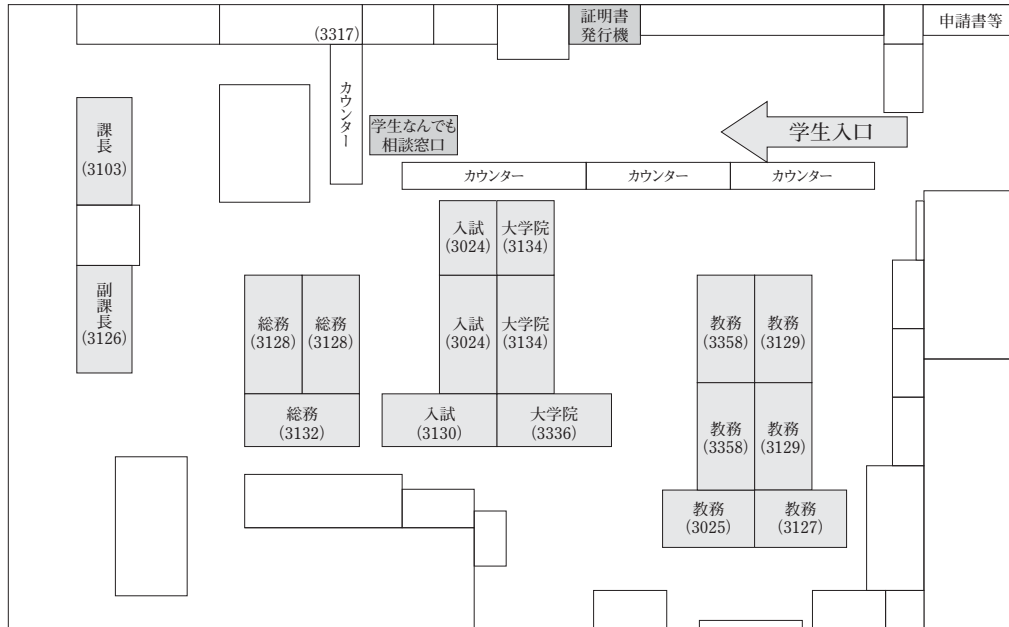 (3317)
証明書
発行機
申請書等
カウンター
学生なんでも
相談窓口
学生入口
カウンター
カウンター
カウンター
課長
(3103)
副課長
(3126)
入試
(3024)
大学院
(3134)
総務
(3128)
総務
(3128)
入試
(3024)
大学院
(3134)
教務
(3358)
教務
(3129)
総務
(3132)
入試
(3130)
大学院
(3336)
教務
(3358)
教務
(3129)
教務
(3025)
教務
(3127)